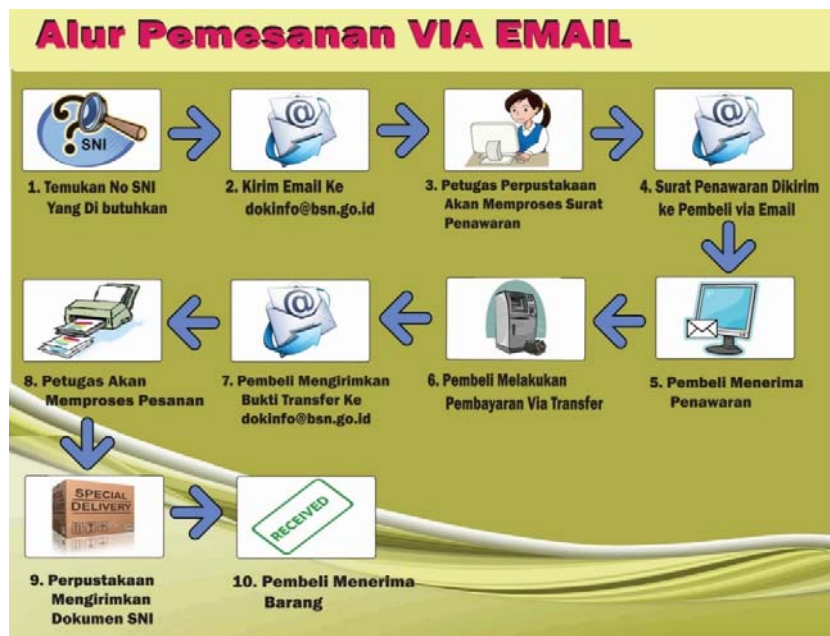 Alur Pemesanan VIA EMAIL
SNI
1. Temukan No SNI
Yang Di butuhkan
@
2. Kirim Email Ke
dokinfo@bsn.go.id
3. Petugas Perpustakaan
Akan Memproses Surat
Penawaran
@
4. Surat Penawaran Dikirim
ke Pembeli via Email
5. Pembeli Menerima
Penawaran
6. Pembeli Melakukan
Pembayaran Via Transfer
@
7. Pembeli Mengirimkan
Bukti Transfer Ke
dokinfo@bsn.go.id
8. Petugas Akan
Memproses Pesanan
SPECIAL
DELIVERY
9. Perpustakaan
Mengirimkan
Dokumen SNI
RECEIVED
10. Pembeli Menerima
Barang